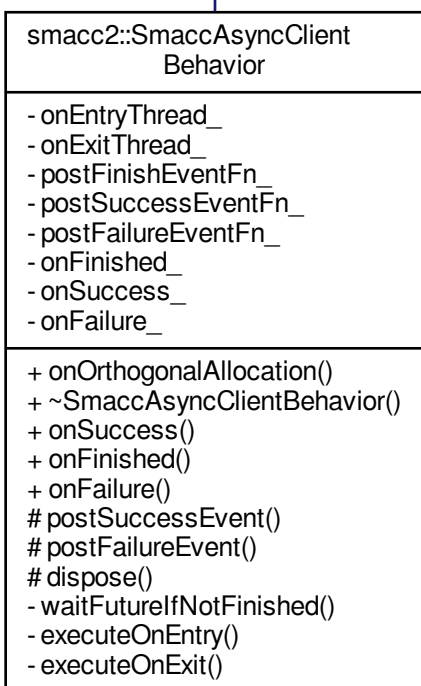 smacc2::SmaccAsyncClient
Behavior
- onEntryThread_
- onExitThread_
- postFinishEventFn_
- postSuccessEventFn_
- postFailureEventFn_
- onFinished_
- onSuccess_
- onFailure_
+ onOrthogonalAllocation()
+ ~SmaccAsyncClientBehavior()
+ onSuccess()
+ onFinished()
+ onFailure()
# postSuccessEvent()
# postFailureEvent()
# dispose()
- waitFutureIfNotFinished()
- executeOnEntry()
- executeOnExit()